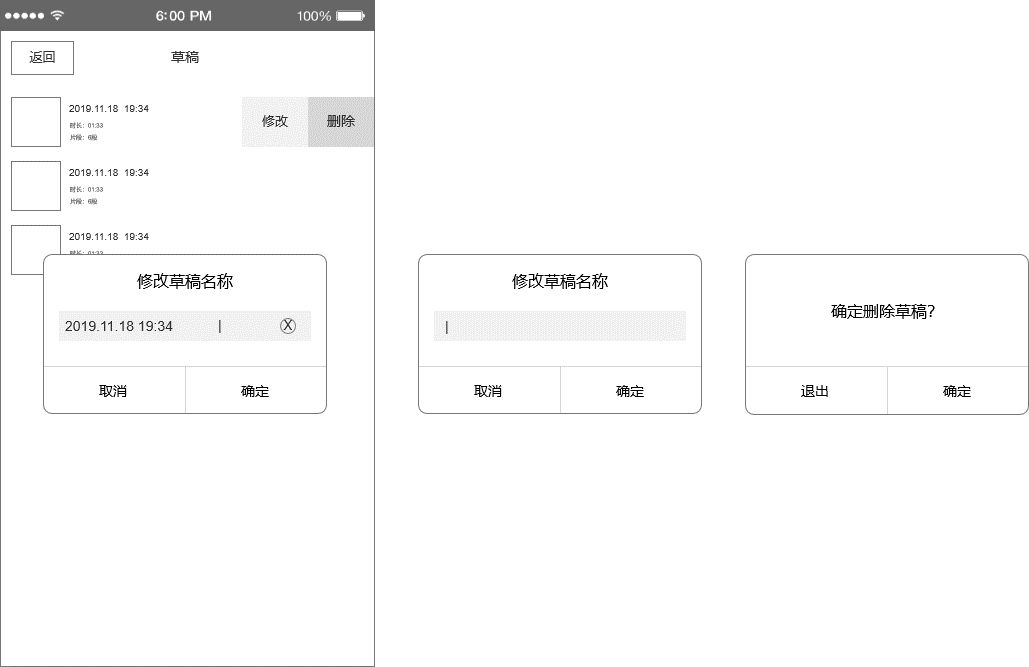 6:00 PM 100%
返回 草稿
2019.11.18 19:34
时长：01:33
片段：6段
修改 删除
2019.11.18 19:34
时长：01:33
片段：6段
2019.11.18 19:34
时长：01:33
修改草稿名称
2019.11.18 19:34 | X
取消 确定
修改草稿名称
|
取消 确定
确定删除草稿?
退出 确定